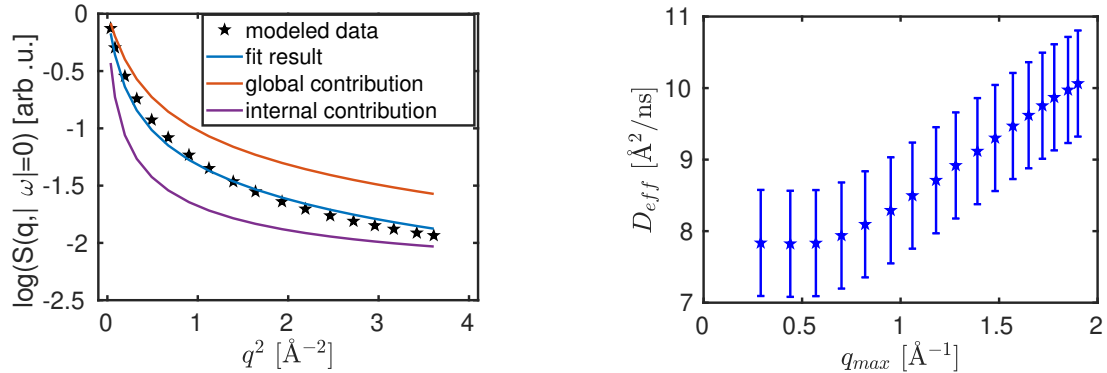 log(S(q,| ω|=0) [arb .u.]
0
-0.5
-1
-1.5
-2
-2.5
modeled data
fit result
global contribution
internal contribution
0 1 2 3 4
q² [Å⁻²]
D_eff [Å²/ns]
11
10
9
8
7
0 0.5 1 1.5 2
q_max [Å⁻¹]